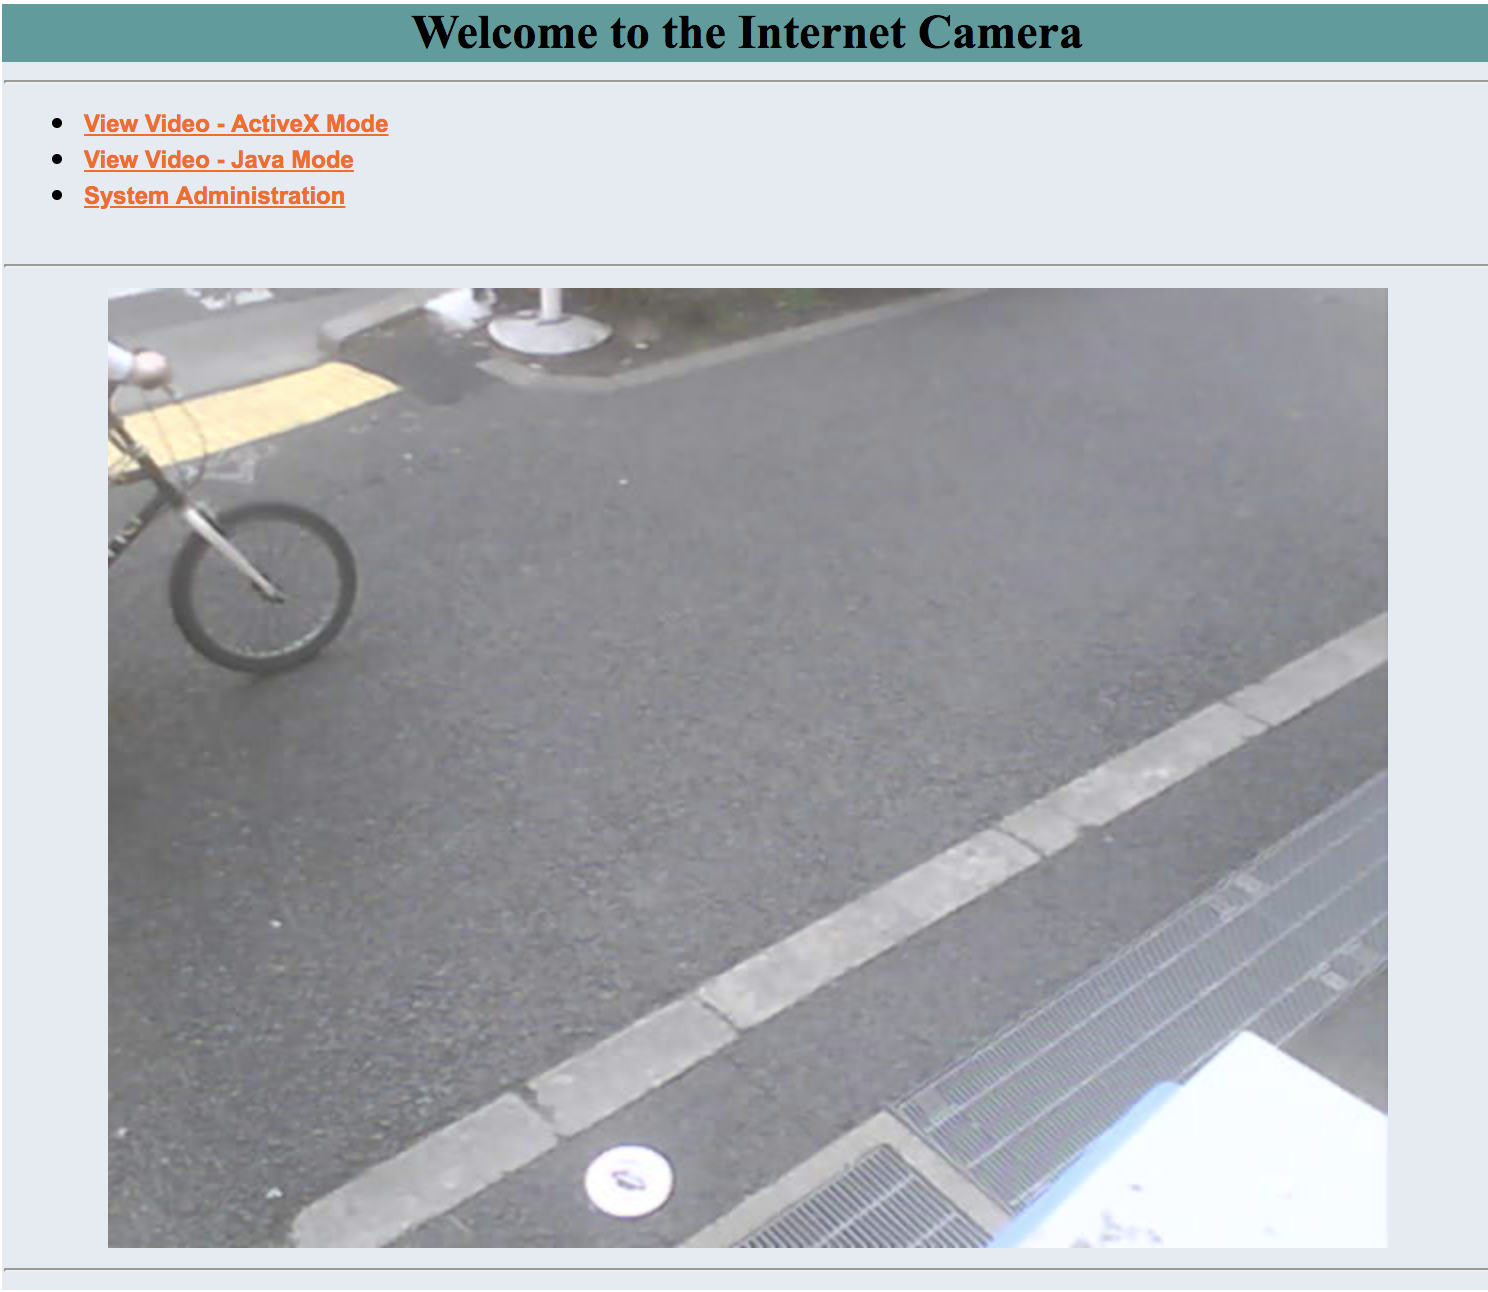 Welcome to the Internet Camera
View Video - ActiveX Mode
View Video - Java Mode
System Administration